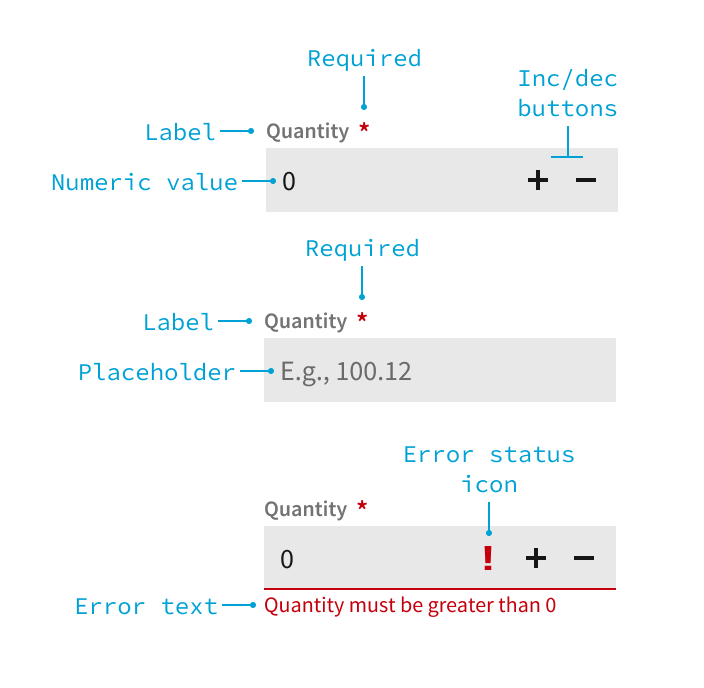 Required
Inc/dec
buttons
Label
Quantity *
Numeric value
0
+ −
Required
Label
Quantity *
Placeholder
E.g., 100.12
Error status
icon
Quantity *
0
! + −
Error text
Quantity must be greater than 0